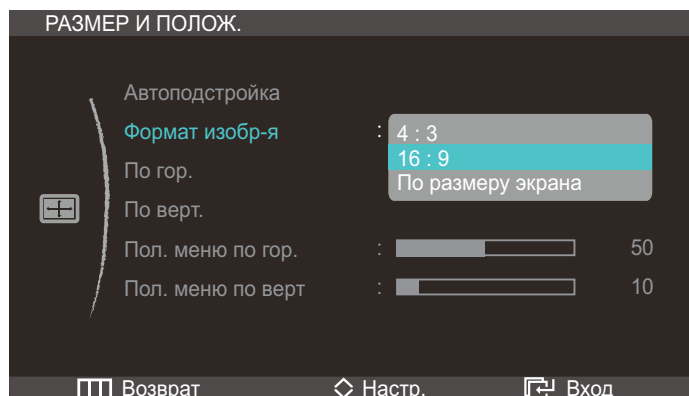 РАЗМЕР И ПОЛОЖ.
Автоподстройка
Формат изобр-я : 4 : 3
16 : 9
По размеру экрана
По гор.
По верт.
Пол. меню по гор. : 50
Пол. меню по верт : 10
Возврат Настр. Вход